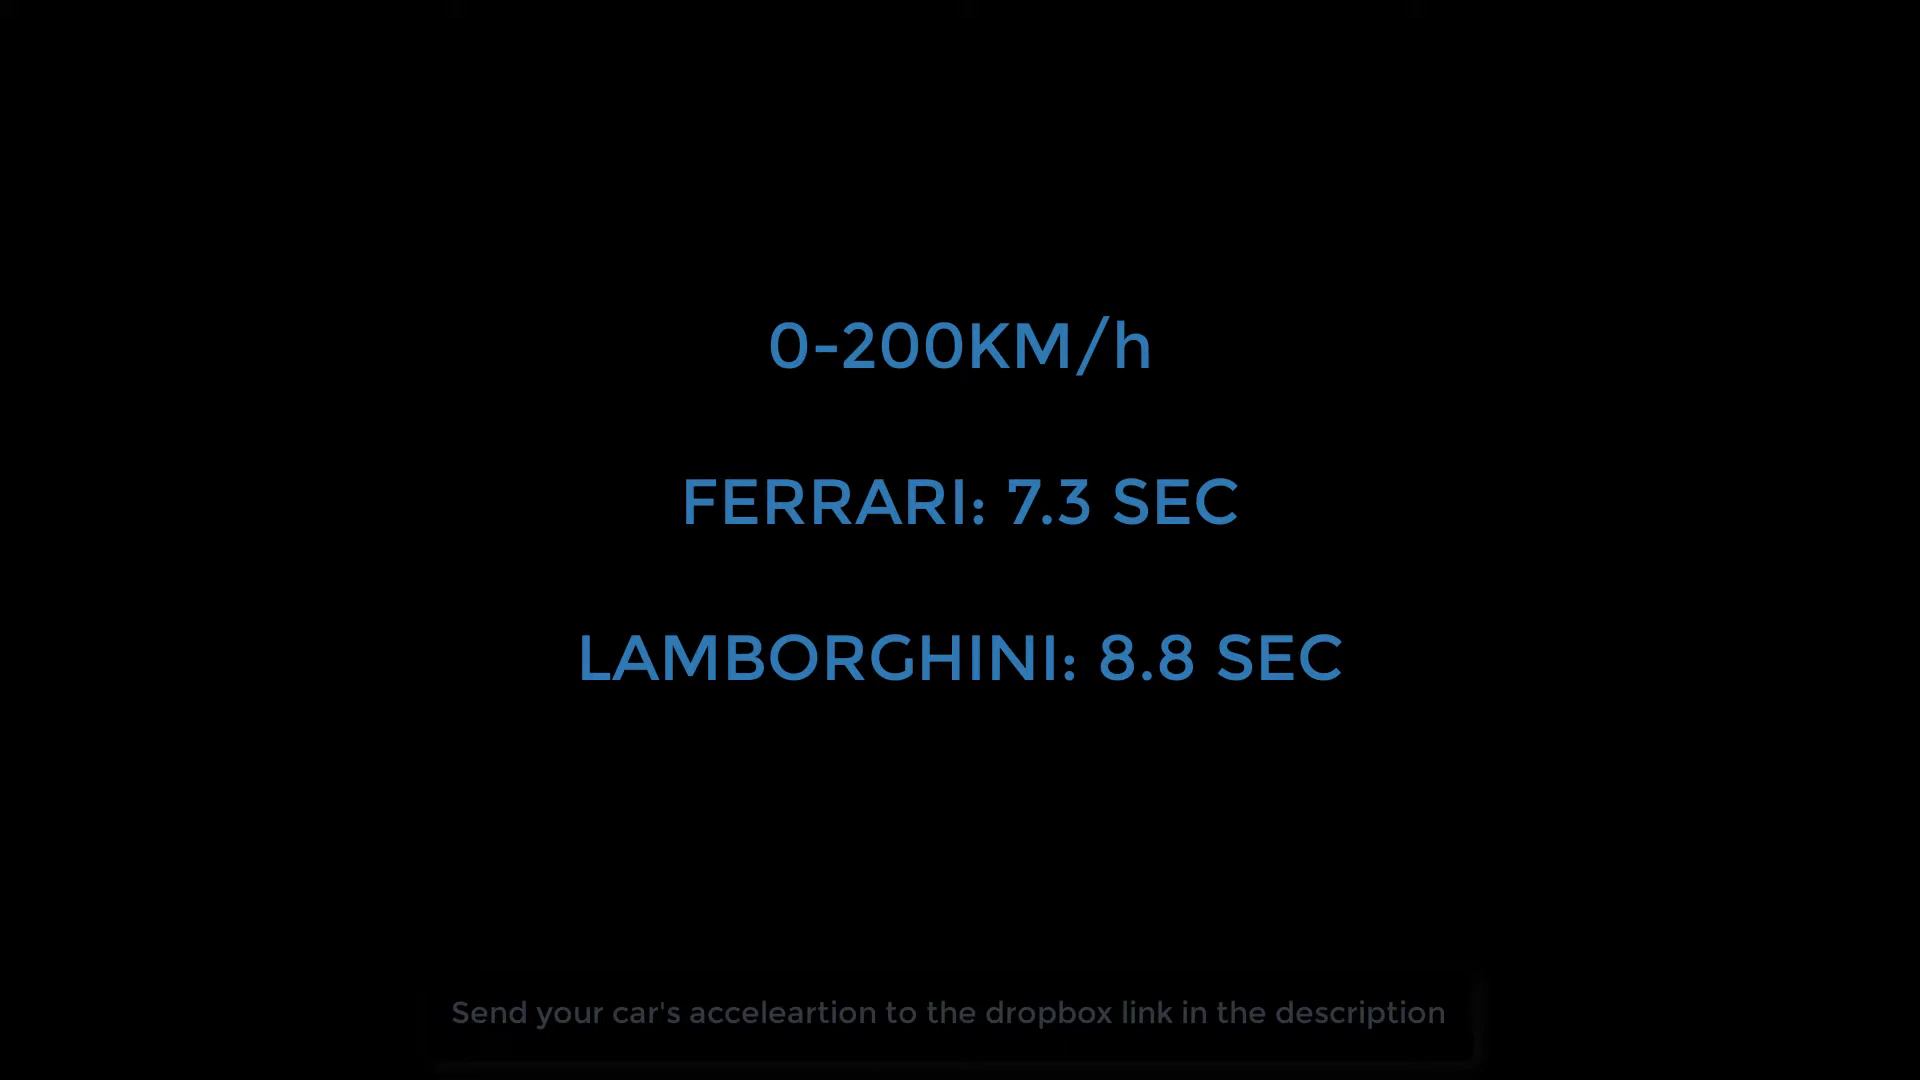 0-200KM/h
FERRARI: 7.3 SEC
LAMBORGHINI: 8.8 SEC
Send your car's acceleartion to the dropbox link in the description